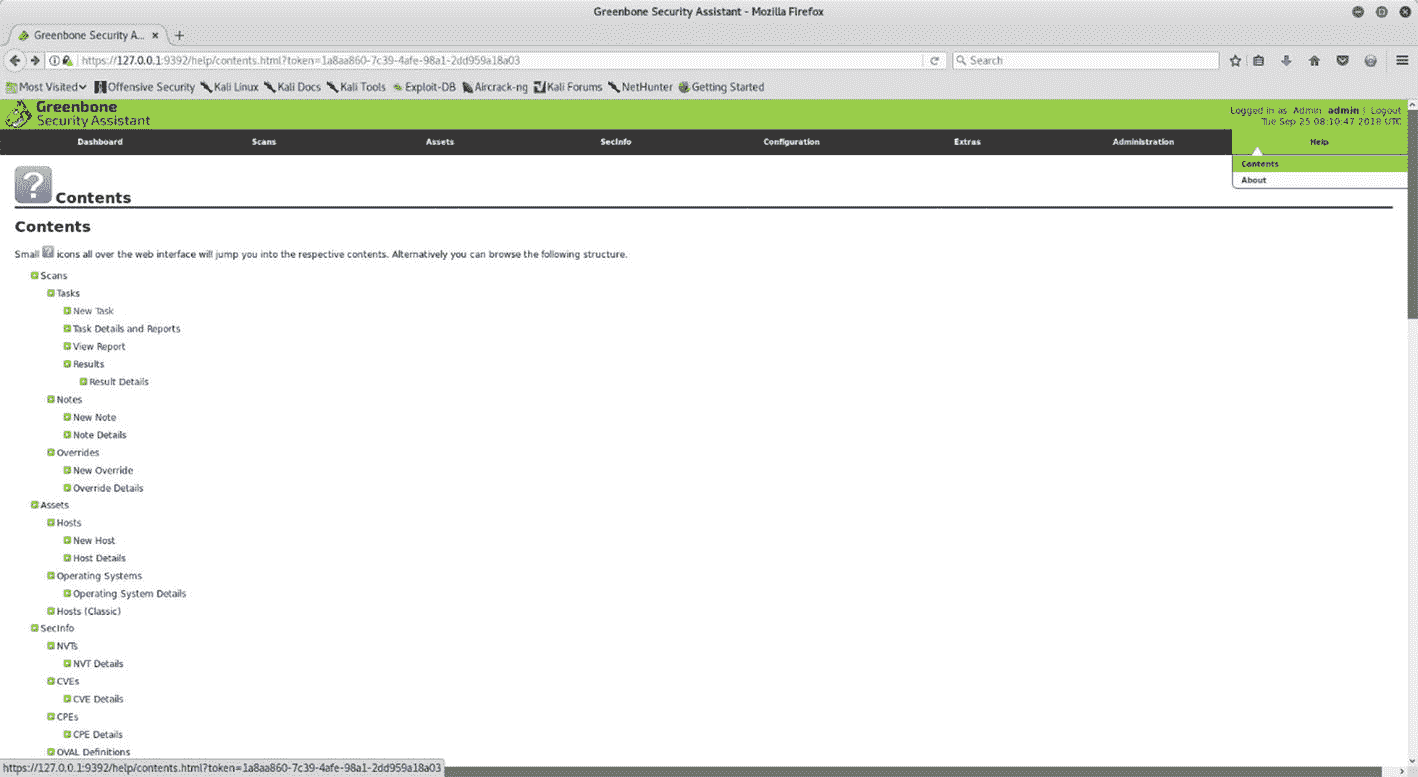 Greenbone Security Assistant - Mozilla Firefox
Greenbone Security A... × +
https://127.0.0.1:9392/help/contents.html?token=1a8aa860-7c39-4afe-98a1-2dd959a18a03 Search
Most Visited Offensive Security Kali Linux Kali Docs Kali Tools Exploit-DB Aircrack-ng Kali Forums NetHunter Getting Started
Greenbone
Security Assistant
Logged in as Admin admin | Logout
Tue Sep 25 08:10:47 2018 UTC
Dashboard Scans Assets SecInfo Configuration Extras Administration Help
Contents
About
Contents
Contents
Small ? icons all over the web interface will jump you into the respective contents. Alternatively you can browse the following structure.
Scans
Tasks
New Task
Task Details and Reports
View Report
Results
Result Details
Notes
New Note
Note Details
Overrides
New Override
Override Details
Assets
Hosts
New Host
Host Details
Operating Systems
Operating System Details
Hosts (Classic)
SecInfo
NVTs
NVT Details
CVEs
CVE Details
CPEs
CPE Details
OVAL Definitions
https://127.0.0.1:9392/help/contents.html?token=1a8aa860-7c39-4afe-98a1-2dd959a18a03